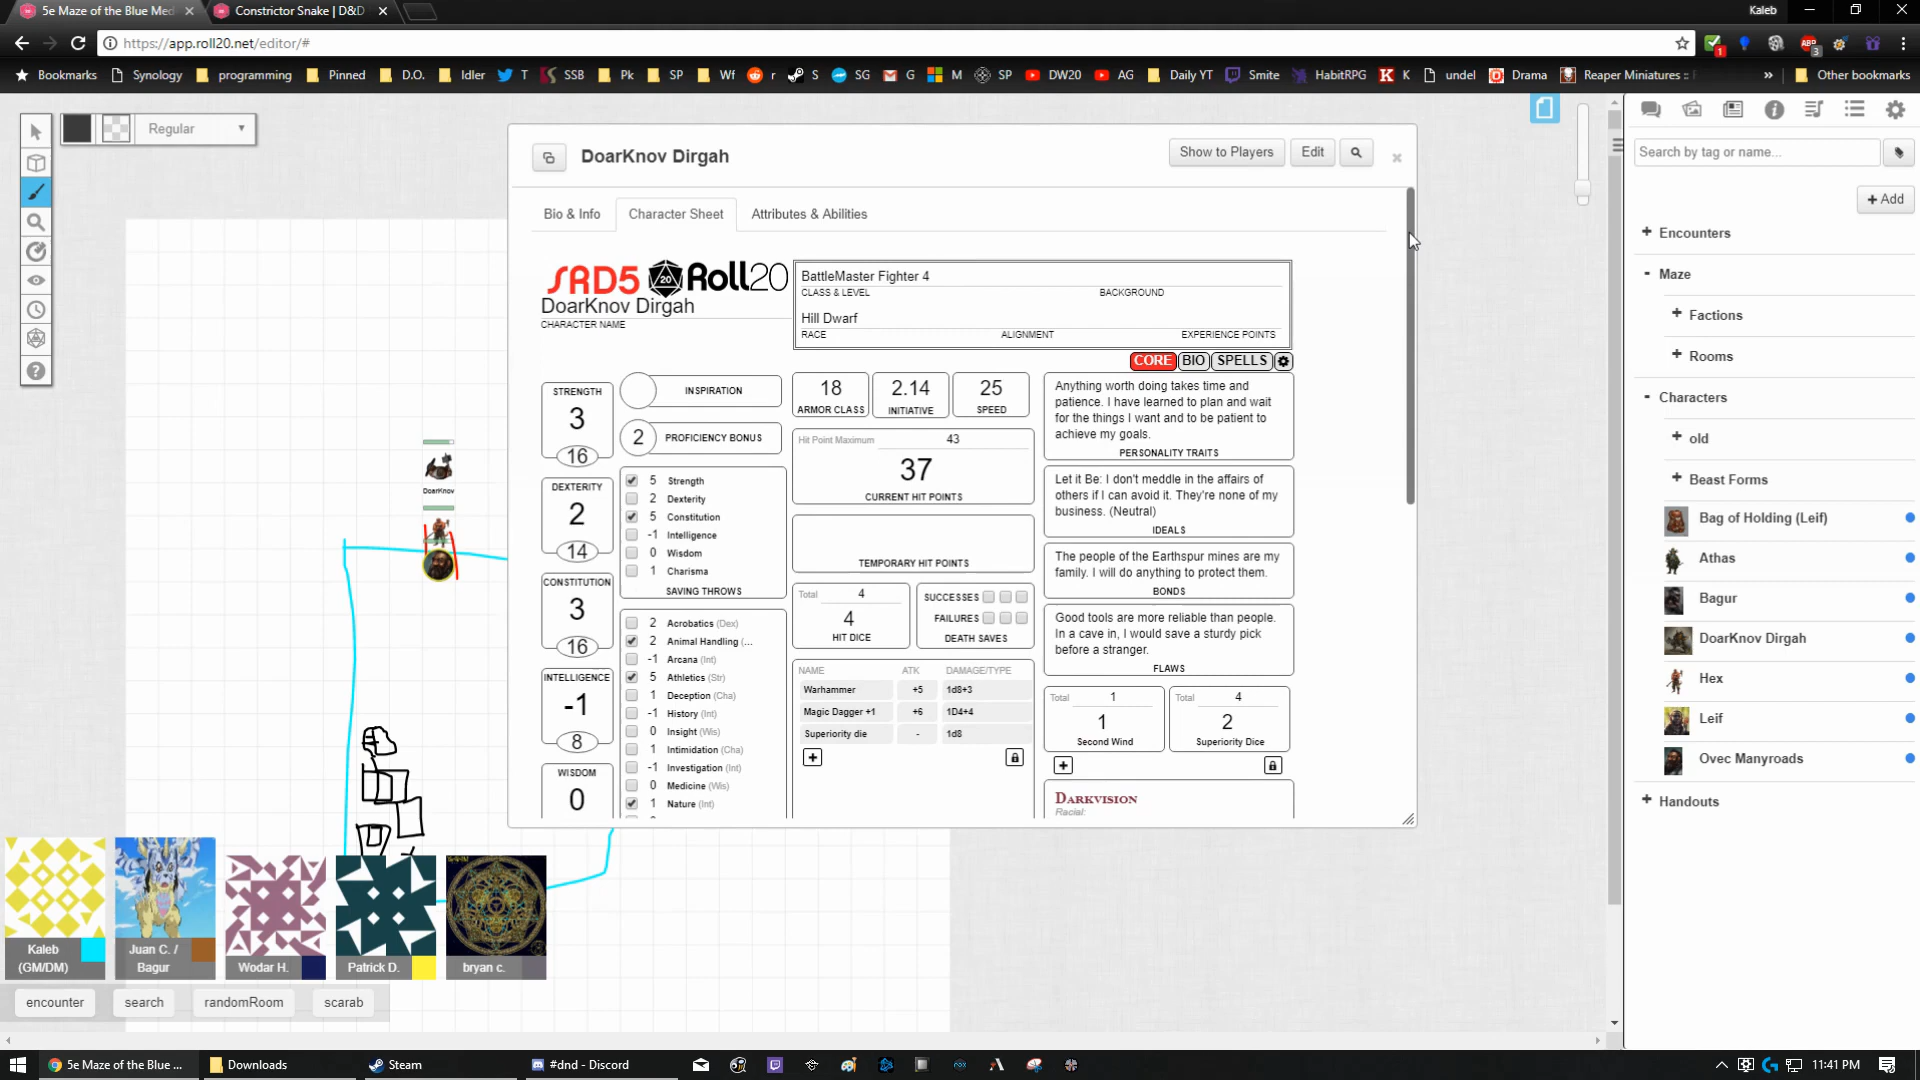 5e Maze of the Blue Med
Constrictor Snake | D&D
Kaleb
https://app.roll20.net/editor/#
Bookmarks
Synology
programming
Pinned
D.O.
Idler
T
SSB
Pk
SP
Wf
r
S
SG
G
M
SP
DW20
AG
Daily YT
Smite
HabitRPG
K
undel
Drama
Reaper Miniatures ::
»
Other bookmarks
Regular
DoarKnov Dirgah
Show to Players
Edit
Bio & Info
Character Sheet
Attributes & Abilities
SRD5 20 Roll20
DoarKnov Dirgah
CHARACTER NAME
BattleMaster Fighter 4
CLASS & LEVEL
BACKGROUND
Hill Dwarf
RACE
ALIGNMENT
EXPERIENCE POINTS
CORE
BIO
SPELLS
STRENGTH
3
16
DEXTERITY
2
14
CONSTITUTION
3
16
INTELLIGENCE
-1
8
WISDOM
0
INSPIRATION
2 PROFICIENCY BONUS
5 Strength
2 Dexterity
5 Constitution
-1 Intelligence
0 Wisdom
1 Charisma
SAVING THROWS
2 Acrobatics (Dex)
2 Animal Handling (...
-1 Arcana (Int)
5 Athletics (Str)
1 Deception (Cha)
-1 History (Int)
0 Insight (Wis)
1 Intimidation (Cha)
-1 Investigation (Int)
0 Medicine (Wis)
1 Nature (Int)
18
ARMOR CLASS
2.14
INITIATIVE
25
SPEED
Hit Point Maximum 43
37
CURRENT HIT POINTS
TEMPORARY HIT POINTS
Total 4
4
HIT DICE
SUCCESSES
FAILURES
DEATH SAVES
NAME ATK DAMAGE/TYPE
Warhammer +5 1d8+3
Magic Dagger +1 +6 1D4+4
Superiority die - 1d8
Anything worth doing takes time and
patience. I have learned to plan and wait
for the things I want and to be patient to
achieve my goals.
PERSONALITY TRAITS
Let it Be: I don't meddle in the affairs of
others if I can avoid it. They're none of my
business. (Neutral)
IDEALS
The people of the Earthspur mines are my
family. I will do anything to protect them.
BONDS
Good tools are more reliable than people.
In a cave in, I would save a sturdy pick
before a stranger.
FLAWS
Total 1
1
Second Wind
Total 4
2
Superiority Dice
DARKVISION
Racial:
DoarKnov
Search by tag or name...
+ Add
Encounters
Maze
Factions
Rooms
Characters
old
Beast Forms
Bag of Holding (Leif)
Athas
Bagur
DoarKnov Dirgah
Hex
Leif
Ovec Manyroads
Handouts
Kaleb
(GM/DM)
Juan C. /
Bagur
Wodar H.
Patrick D.
bryan c.
encounter
search
randomRoom
scarab
5e Maze of the Blue ...
Downloads
Steam
#dnd - Discord
11:41 PM